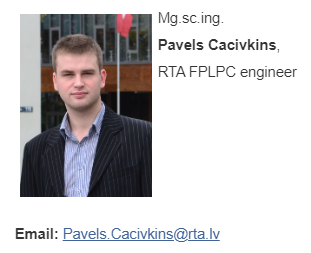 Mg.sc.ing.
Pavels Cacivkins,
RTA FPLPC engineer
Email: Pavels.Cacivkins@rta.lv